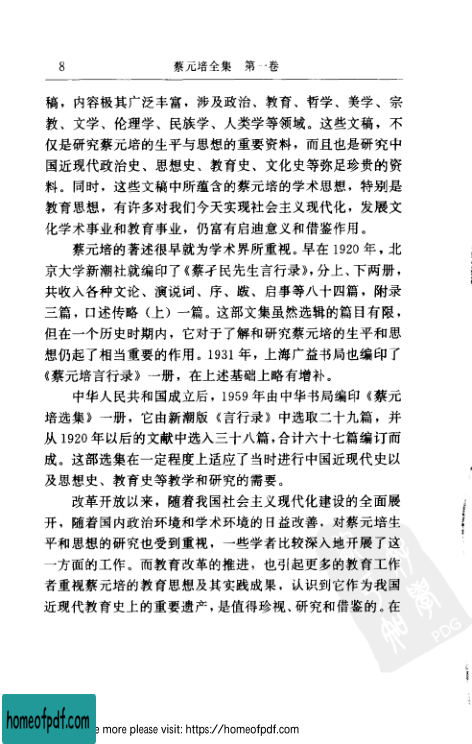 8 蔡元培全集 第一卷
稿，内容极其广泛丰富，涉及政治、教育、哲学、美学、宗
教、文学、伦理学、民族学、人类学等领域。这些文稿，不
仅是研究蔡元培的生平与思想的重要资料，而且也是研究中
国近现代政治史、思想史、教育史、文化史等弥足珍贵的资
料。同时，这些文稿中所蕴含的蔡元培的学术思想，特别是
教育思想，有许多对我们今天实现社会主义现代化，发展文
化学术事业和教育事业，仍富有启迪意义和借鉴作用。
蔡元培的著述很早就为学术界所重视。早在 1920 年，北
京大学新潮社就编印了《蔡孑民先生言行录》，分上、下两册，
共收入各种文论、演说词、序、跋、启事等八十四篇，附录
三篇，口述传略（上）一篇。这部文集虽然选辑的篇目有限，
但在一个历史时期内，它对于了解和研究蔡元培的生平和思
想仍起了相当重要的作用。1931 年，上海广益书局也编印了
《蔡元培言行录》一册，在上述基础上略有增补。
中华人民共和国成立后，1959 年由中华书局编印《蔡元
培选集》一册，它由新潮版《言行录》中选取二十九篇，并
从 1920 年以后的文献中选入三十八篇，合计六十七篇编订而
成。这部选集在一定程度上适应了当时进行中国近现代史以
及思想史、教育史等教学和研究的需要。
改革开放以来，随着我国社会主义现代化建设的全面展
开，随着国内政治环境和学术环境的日益改善，对蔡元培生
平和思想的研究也受到重视，一些学者比较深入地开展了这
一方面的工作。而教育改革的推进，也引起更多的教育工作
者重视蔡元培的教育思想及其实践成果，认识到它作为我国
近现代教育史上的重要遗产，是值得珍视、研究和借鉴的。在
PDG
homeofpdf.com
e more please visit: https://homeofpdf.com